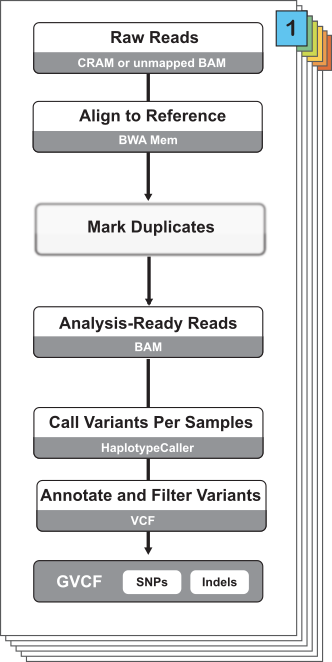 1
Raw Reads
CRAM or unmapped BAM
Align to Reference
BWA Mem
Mark Duplicates
Analysis-Ready Reads
BAM
Call Variants Per Samples
HaplotypeCaller
Annotate and Filter Variants
VCF
GVCF SNPs Indels